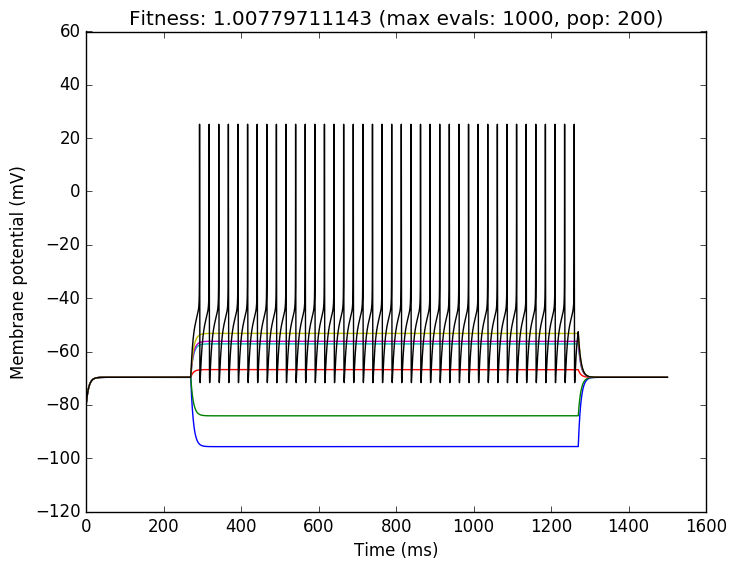 Fitness: 1.00779711143 (max evals: 1000, pop: 200)
60
40
20
0
−20
−40
−60
−80
−100
−120
Membrane potential (mV)
0 200 400 600 800 1000 1200 1400 1600
Time (ms)